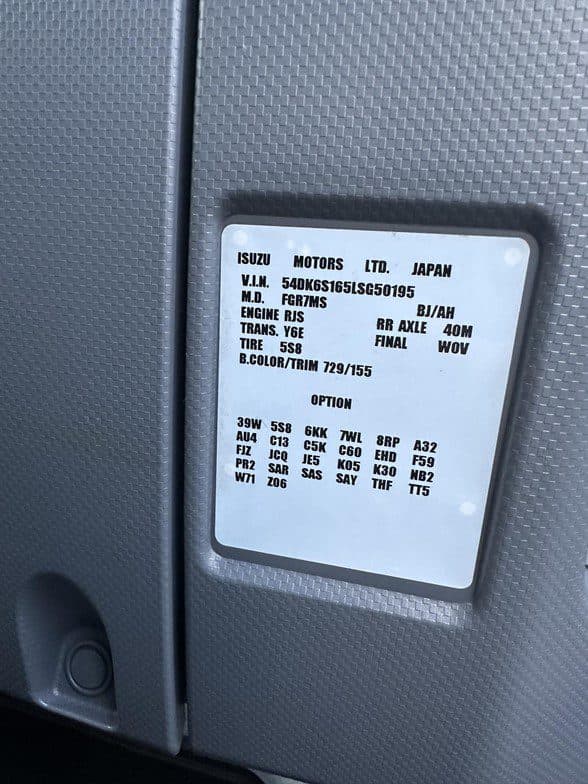 ISUZU MOTORS LTD. JAPAN
V.I.N. 54DK6S165LSG50195
M.D. FGR7MS BJ/AH
ENGINE RJS RR AXLE 40M
TRANS. Y6E FINAL WOV
TIRE 5S8
B.COLOR/TRIM 729/155
OPTION
39W 5S8 6KK 7WL 8RP A32
AU4 C13 C5K C60 EHD F59
FJZ JCQ JE5 K05 K30 NB2
PR2 SAR SAS SAY THF TT5
W71 Z06